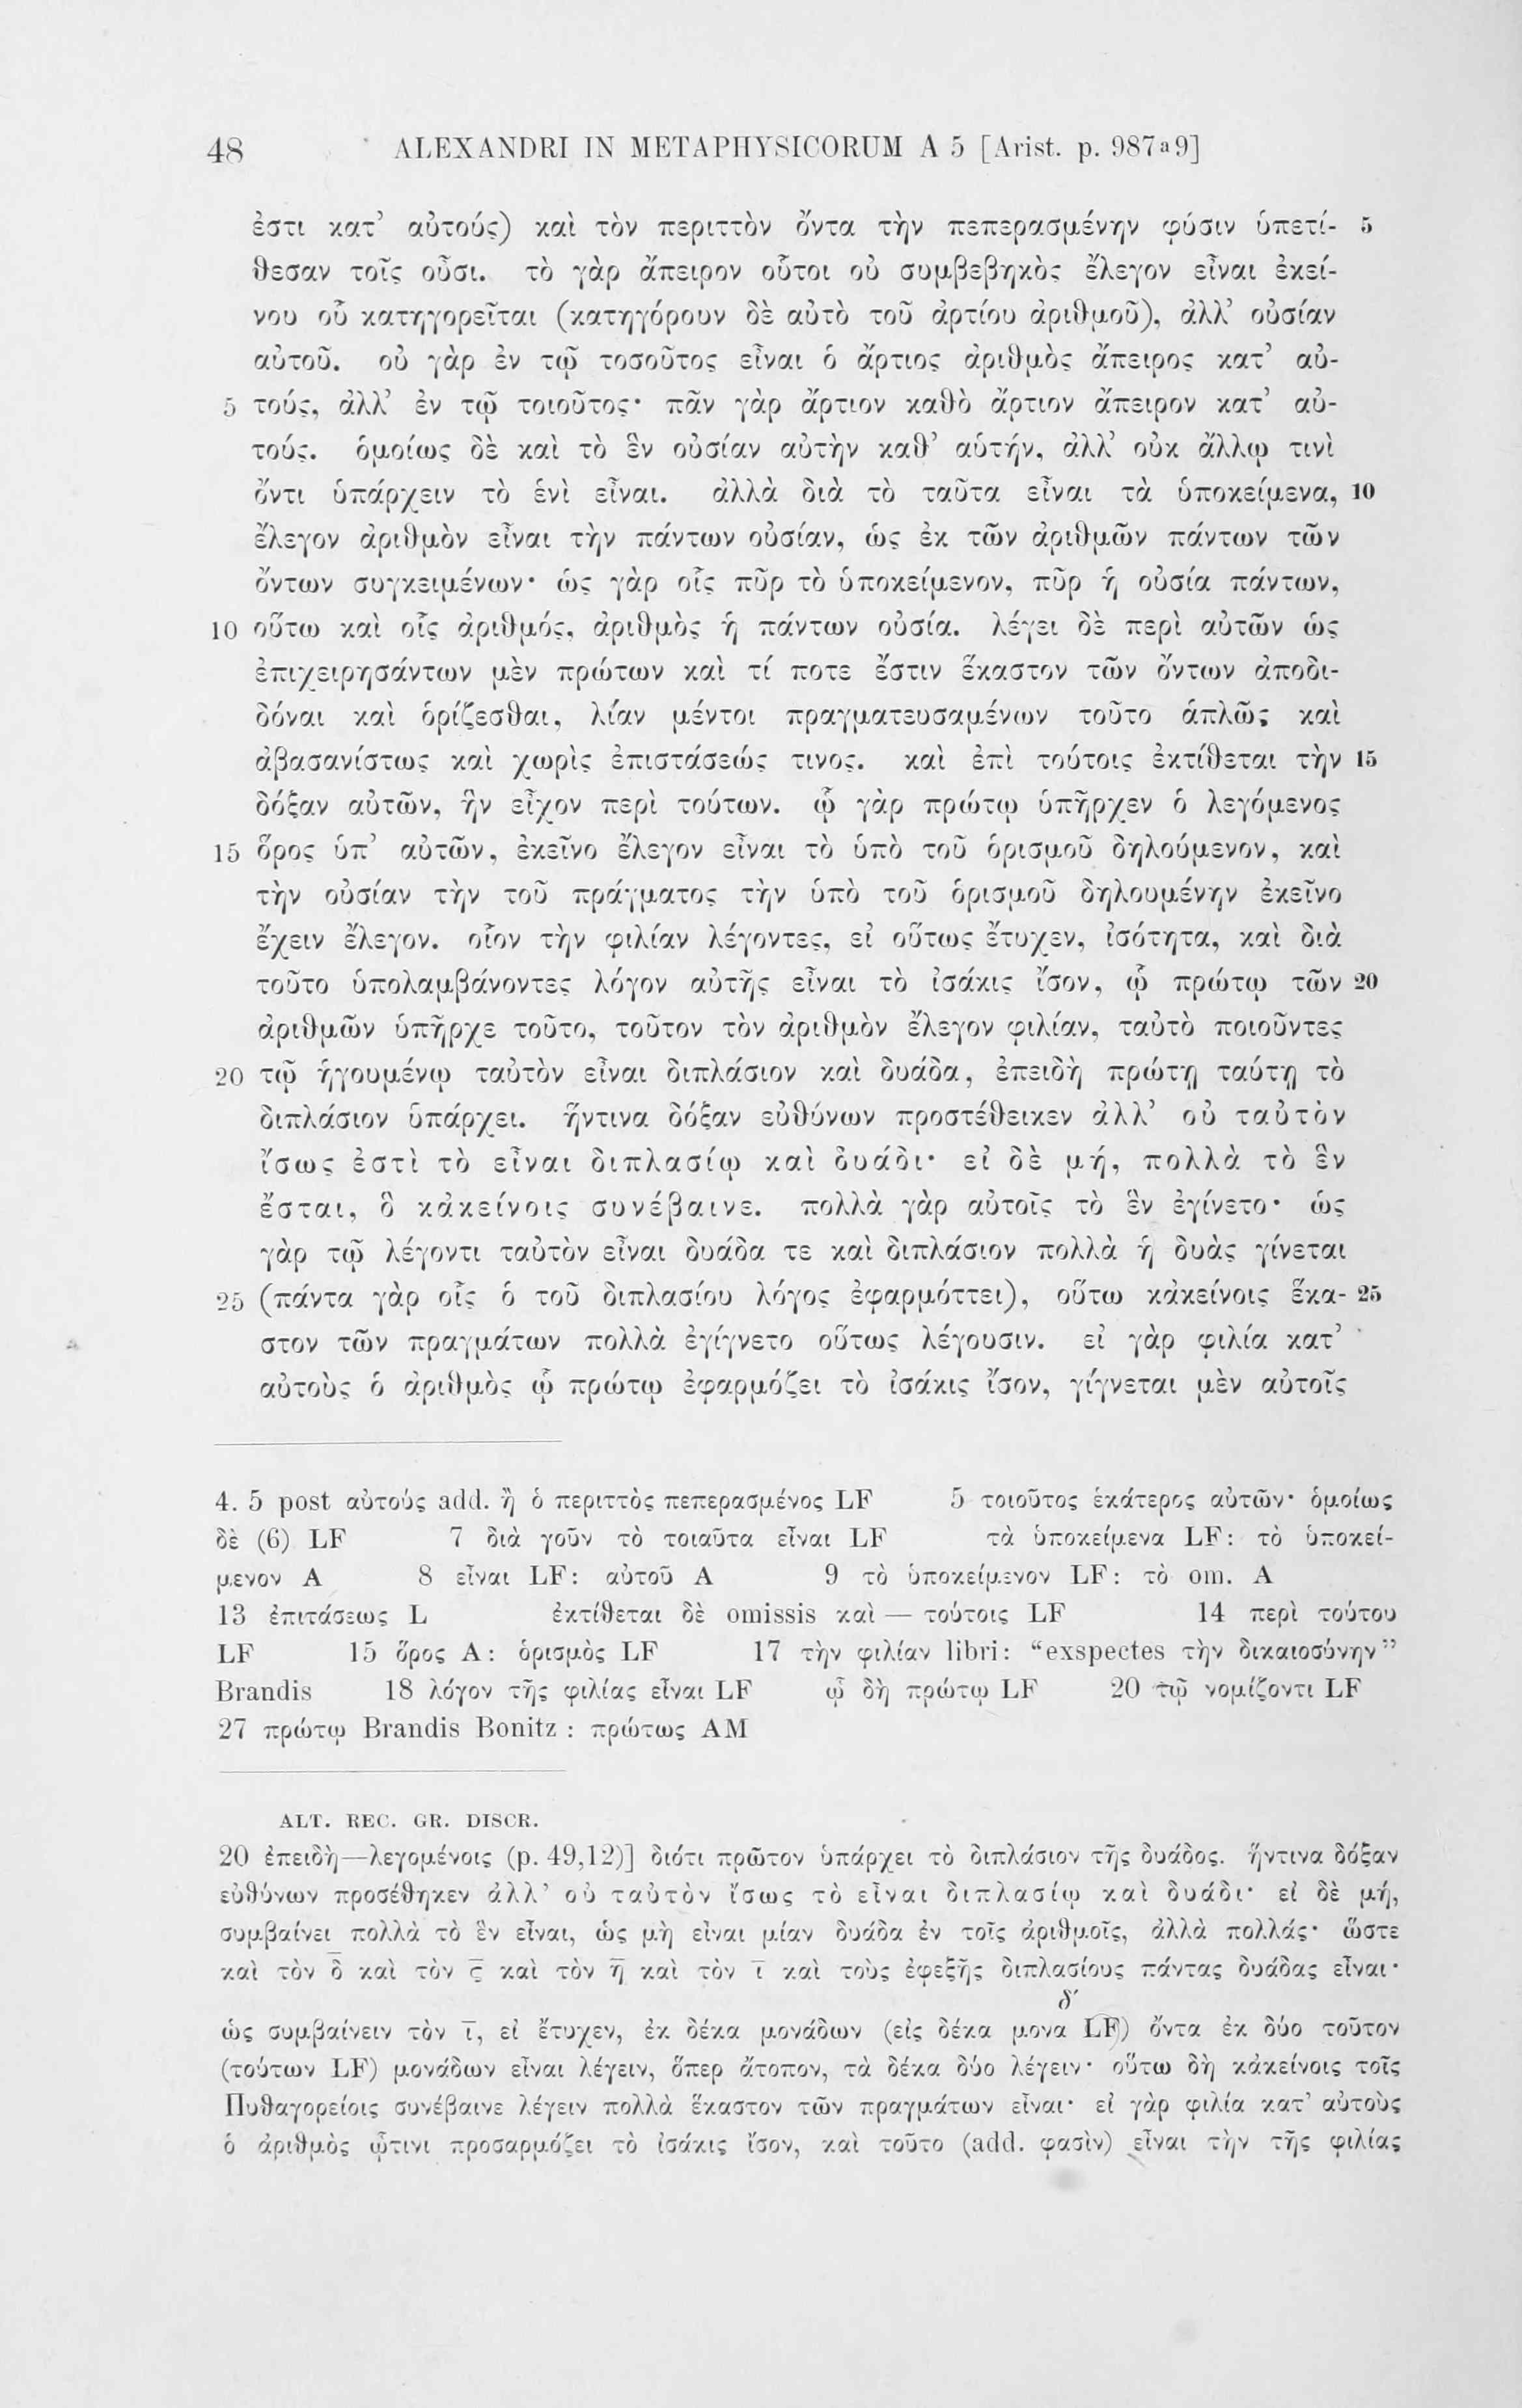 48 ALEXANDRI IN METAPHYSICORUM A 5 [Arist. p. 987a9]
ἐστι κατ’ αὐτούς) καὶ τὸν περιττὸν ὄντα τὴν πεπερασμένην φύσιν ὑπετί- 5
θεσαν τοῖς οὖσι. τὸ γὰρ ἄπειρον οὗτοι οὐ συμβεβηκὸς ἔλεγον εἶναι ἐκεί-
νου οὗ κατηγορεῖται (κατηγόρουν δὲ αὐτὸ τοῦ ἀρτίου ἀριθμοῦ), ἀλλ’ οὐσίαν
αὐτοῦ. οὐ γὰρ ἐν τῷ τοσοῦτος εἶναι ὁ ἄρτιος ἀριθμὸς ἄπειρος κατ’ αὐ-
5 τούς, ἀλλ’ ἐν τῷ τοιοῦτος· πᾶν γὰρ ἄρτιον καθὸ ἄρτιον ἄπειρον κατ’ αὐ-
τούς. ὁμοίως δὲ καὶ τὸ ἓν οὐσίαν αὐτὴν καθ’ αὑτήν, ἀλλ’ οὐκ ἄλλῳ τινὶ
ὄντι ὑπάρχειν τὸ ἑνὶ εἶναι. ἀλλὰ διὰ τὸ ταῦτα εἶναι τὰ ὑποκείμενα, 10
ἔλεγον ἀριθμὸν εἶναι τὴν πάντων οὐσίαν, ὡς ἐκ τῶν ἀριθμῶν πάντων τῶν
ὄντων συγκειμένων· ὡς γὰρ οἷς πῦρ τὸ ὑποκείμενον, πῦρ ἡ οὐσία πάντων,
10 οὕτω καὶ οἷς ἀριθμός, ἀριθμὸς ἡ πάντων οὐσία. λέγει δὲ περὶ αὐτῶν ὡς
ἐπιχειρησάντων μὲν πρώτων καὶ τί ποτε ἔστιν ἕκαστον τῶν ὄντων ἀποδι-
δόναι καὶ ὁρίζεσθαι, λίαν μέντοι πραγματευσαμένων τοῦτο ἁπλῶς καὶ
ἀβασανίστως καὶ χωρὶς ἐπιστάσεώς τινος. καὶ ἐπὶ τούτοις ἐκτίθεται τὴν 15
δόξαν αὐτῶν, ἣν εἶχον περὶ τούτων. ᾧ γὰρ πρώτῳ ὑπῆρχεν ὁ λεγόμενος
15 ὅρος ὑπ’ αὐτῶν, ἐκεῖνο ἔλεγον εἶναι τὸ ὑπὸ τοῦ ὁρισμοῦ δηλούμενον, καὶ
τὴν οὐσίαν τὴν τοῦ πράγματος τὴν ὑπὸ τοῦ ὁρισμοῦ δηλουμένην ἐκεῖνο
ἔχειν ἔλεγον. οἷον τὴν φιλίαν λέγοντες, εἰ οὕτως ἔτυχεν, ἰσότητα, καὶ διὰ
τοῦτο ὑπολαμβάνοντες λόγον αὐτῆς εἶναι τὸ ἰσάκις ἴσον, ᾧ πρώτῳ τῶν 20
ἀριθμῶν ὑπῆρχε τοῦτο, τοῦτον τὸν ἀριθμὸν ἔλεγον φιλίαν, ταὐτὸ ποιοῦντες
20 τῷ ἡγουμένῳ ταὐτὸν εἶναι διπλάσιον καὶ δυάδα, ἐπειδὴ πρώτῃ ταύτῃ τὸ
διπλάσιον ὑπάρχει. ἥντινα δόξαν εὐθύνων προστέθεικεν ἀλλ’ οὐ ταὐτὸν
ἴσως ἐστὶ τὸ εἶναι διπλασίῳ καὶ δυάδι· εἰ δὲ μή, πολλὰ τὸ ἓν
ἔσται, ὃ κἀκείνοις συνέβαινε. πολλὰ γὰρ αὐτοῖς τὸ ἓν ἐγίνετο· ὡς
γὰρ τῷ λέγοντι ταὐτὸν εἶναι δυάδα τε καὶ διπλάσιον πολλὰ ἡ δυὰς γίνεται
25 (πάντα γὰρ οἷς ὁ τοῦ διπλασίου λόγος ἐφαρμόττει), οὕτω κἀκείνοις ἕκα- 25
στον τῶν πραγμάτων πολλὰ ἐγίγνετο οὕτως λέγουσιν. εἰ γὰρ φιλία κατ’
αὐτοὺς ὁ ἀριθμὸς ᾧ πρώτῳ ἐφαρμόζει τὸ ἰσάκις ἴσον, γίγνεται μὲν αὐτοῖς
4. 5 post αὐτούς add. ἢ ὁ περιττὸς πεπερασμένος LF 5 τοιοῦτος ἑκάτερος αὐτῶν· ὁμοίως
δὲ (6) LF 7 διὰ γοῦν τὸ τοιαῦτα εἶναι LF τὰ ὑποκείμενα LF: τὸ ὑποκεί-
μενον A 8 εἶναι LF: αὐτοῦ A 9 τὸ ὑποκείμενον LF: τὸ om. A
13 ἐπιτάσεως L ἐκτίθεται δὲ omissis καὶ — τούτοις LF 14 περὶ τούτου
LF 15 ὅρος A: ὁρισμὸς LF 17 τὴν φιλίαν libri: “exspectes τὴν δικαιοσύνην”
Brandis 18 λόγον τῆς φιλίας εἶναι LF ᾧ δὴ πρώτῳ LF 20 τῷ νομίζοντι LF
27 πρώτῳ Brandis Bonitz : πρώτως AM
ALT. REC. GR. DISCR.
20 ἐπειδὴ—λεγομένοις (p. 49,12)] διότι πρῶτον ὑπάρχει τὸ διπλάσιον τῆς δυάδος. ἥντινα δόξαν
εὐθύνων προσέθηκεν ἀλλ’ οὐ ταὐτὸν ἴσως τὸ εἶναι διπλασίῳ καὶ δυάδι· εἰ δὲ μή,
συμβαίνει πολλὰ τὸ ἓν εἶναι, ὡς μὴ εἶναι μίαν δυάδα ἐν τοῖς ἀριθμοῖς, ἀλλὰ πολλάς· ὥστε
καὶ τὸν δ̅ καὶ τὸν ϛ̅ καὶ τὸν η̅ καὶ τὸν ι̅ καὶ τοὺς ἐφεξῆς διπλασίους πάντας δυάδας εἶναι·
δ′
ὡς συμβαίνειν τὸν ι̅, εἰ ἔτυχεν, ἐκ δέκα μονάδων (εἰς δέκα μονα LF) ὄντα ἐκ δύο τοῦτον
(τούτων LF) μονάδων εἶναι λέγειν, ὅπερ ἄτοπον, τὰ δέκα δύο λέγειν· οὕτω δὴ κἀκείνοις τοῖς
Πυθαγορείοις συνέβαινε λέγειν πολλὰ ἕκαστον τῶν πραγμάτων εἶναι· εἰ γὰρ φιλία κατ’ αὐτοὺς
ὁ ἀριθμὸς ᾧτινι προσαρμόζει τὸ ἰσάκις ἴσον, καὶ τοῦτο (add. φασὶν) εἶναι τὴν τῆς φιλίας